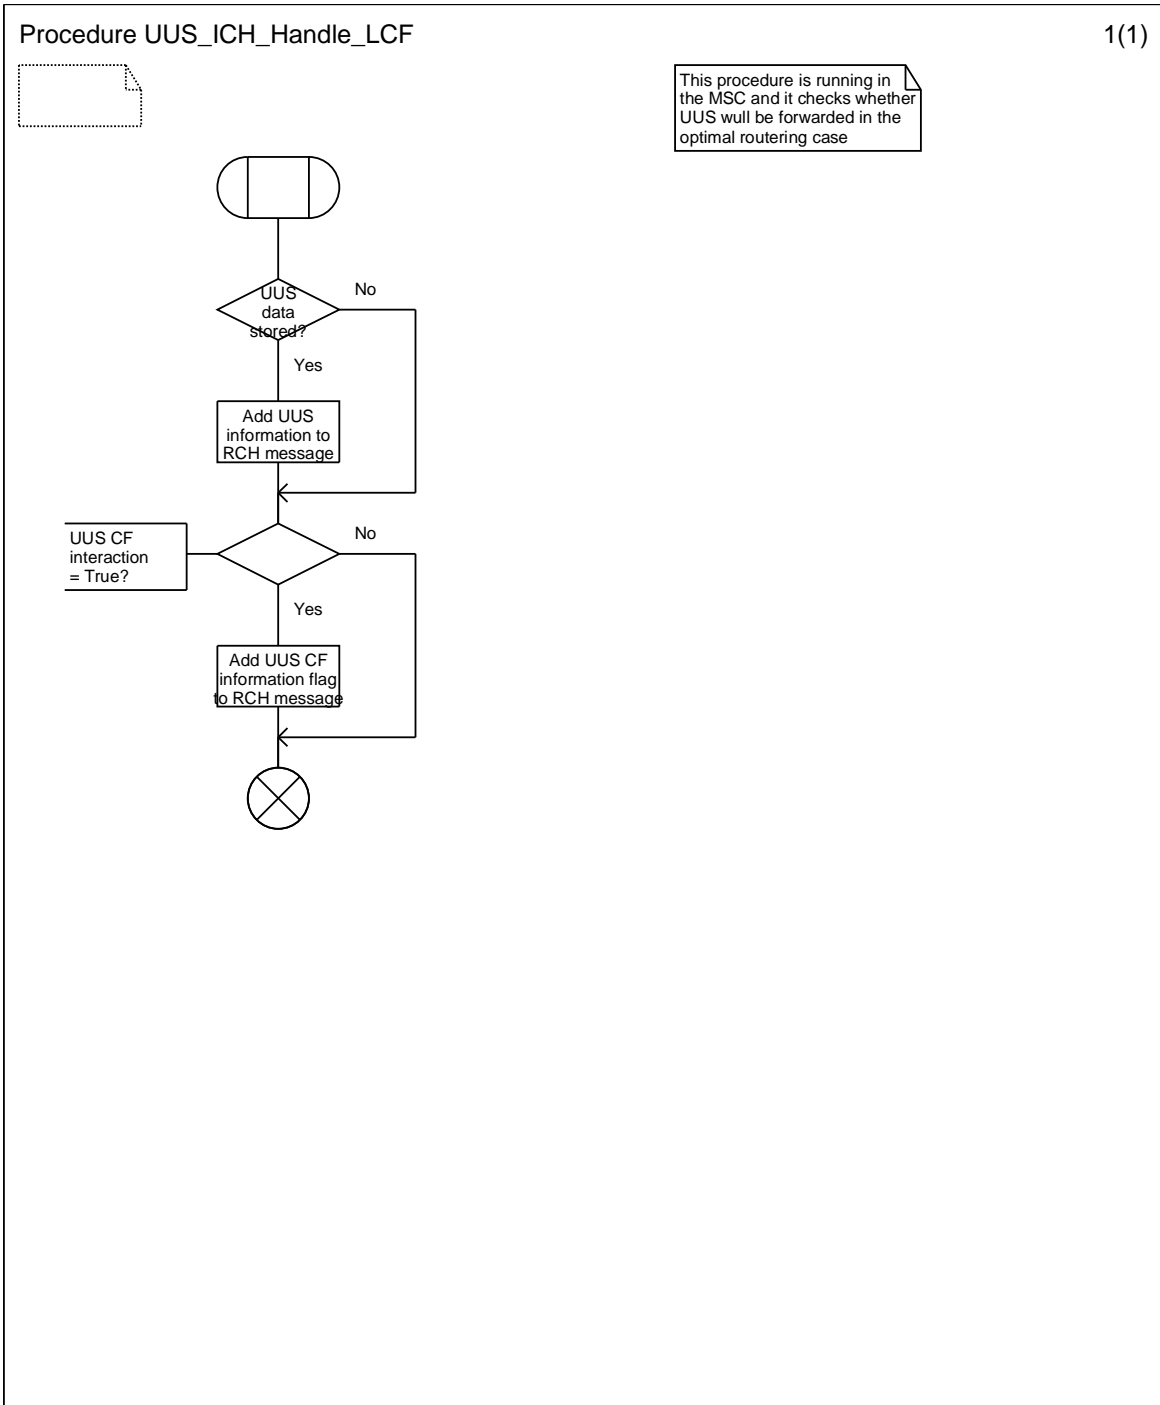 Procedure UUS_ICH_Handle_LCF
1(1)
This procedure is running in
the MSC and it checks whether
UUS wull be forwarded in the
optimal routering case
UUS
data
stored?
No
Yes
Add UUS
information to
RCH message
UUS CF
interaction
= True?
No
Yes
Add UUS CF
information flag
to RCH message